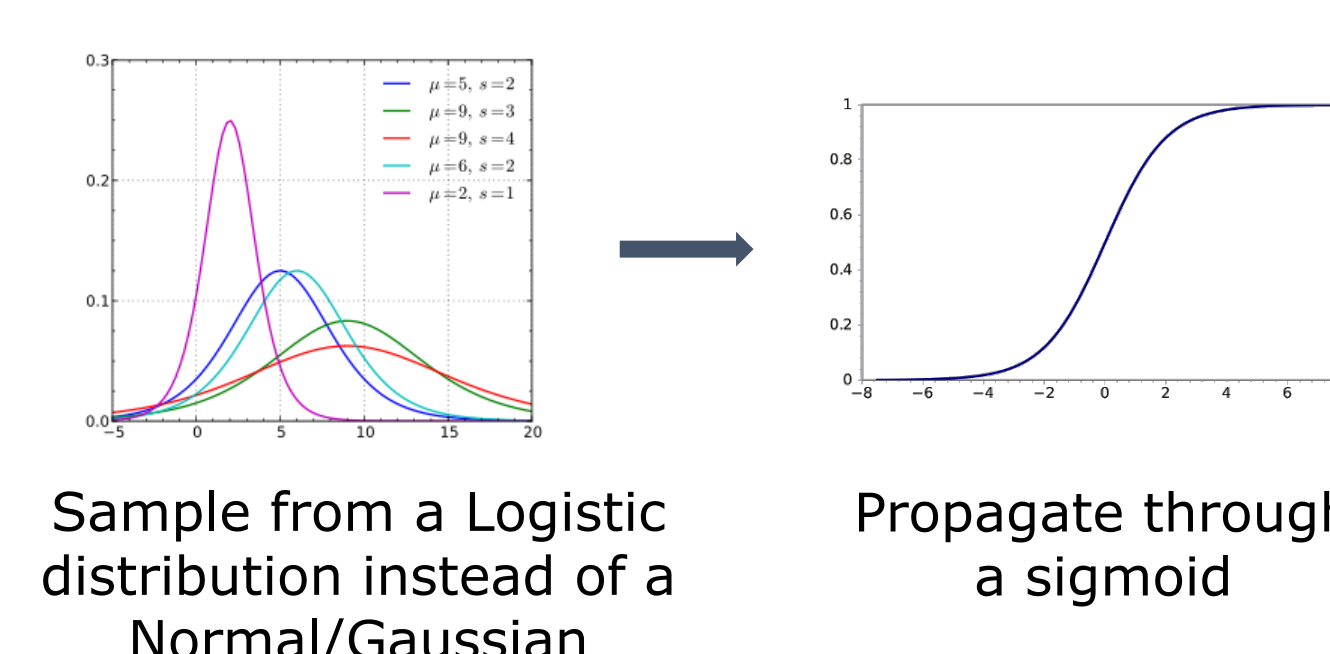 0.3
0.2
0.1
0.0
−5
0
5
10
15
20
μ=5, s=2
μ=9, s=3
μ=9, s=4
μ=6, s=2
μ=2, s=1
1
0.8
0.6
0.4
0.2
0
−8
−6
−4
−2
0
2
4
6
Sample from a Logistic
distribution instead of a
Normal/Gaussian
Propagate through
a sigmoid